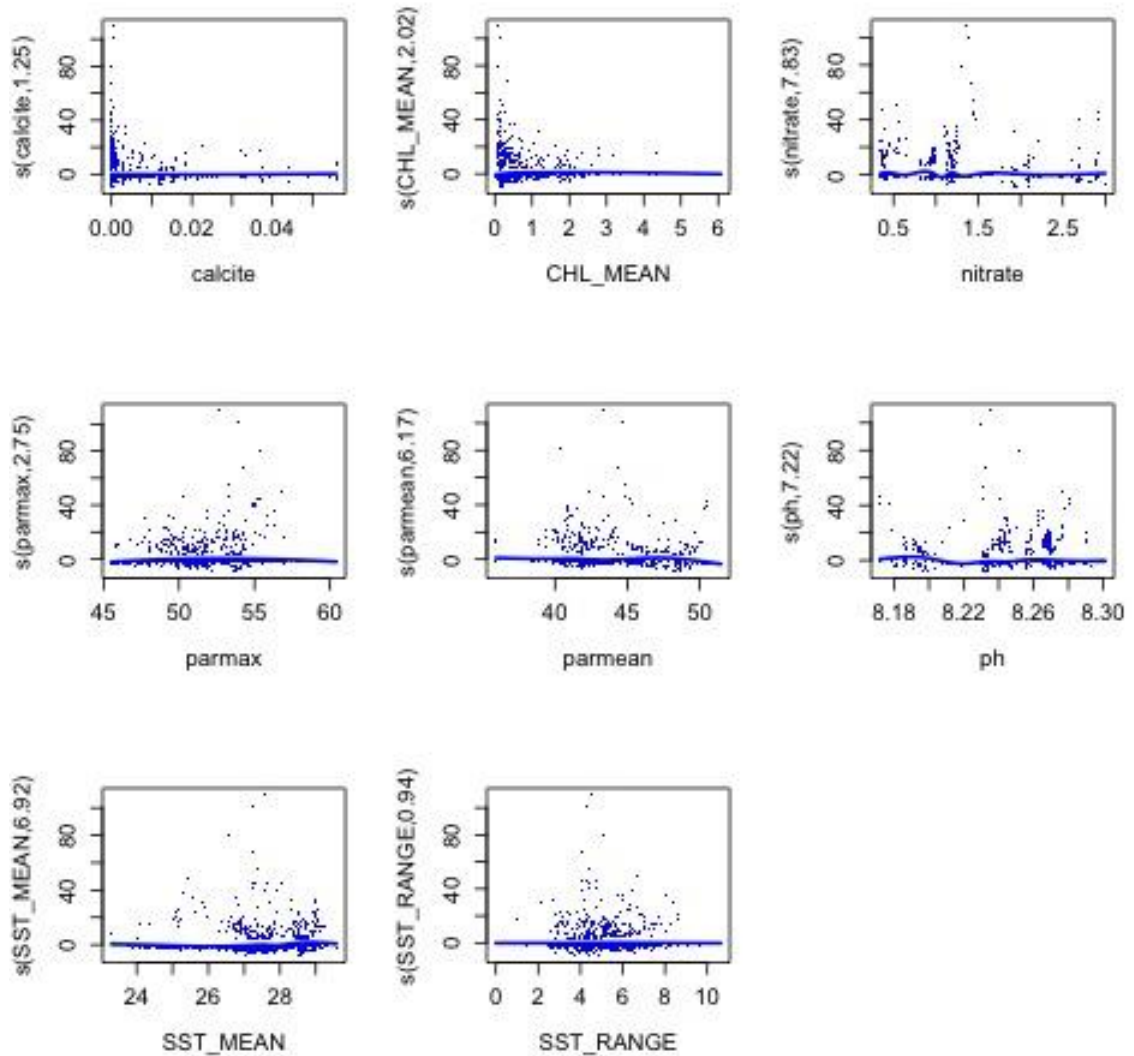 s(calcite,1.25)
80
40
0
0.00 0.02 0.04
calcite
s(CHL_MEAN,2.02)
80
40
0
0 1 2 3 4 5 6
CHL_MEAN
s(nitrate,7.83)
80
40
0
0.5 1.5 2.5
nitrate
s(parmax,2.75)
80
40
0
45 50 55 60
parmax
s(parmean,6.17)
80
40
0
40 45 50
parmean
s(ph,7.22)
80
40
0
8.18 8.22 8.26 8.30
ph
s(SST_MEAN,6.92)
80
40
0
24 26 28
SST_MEAN
s(SST_RANGE,0.94)
80
40
0
0 2 4 6 8 10
SST_RANGE